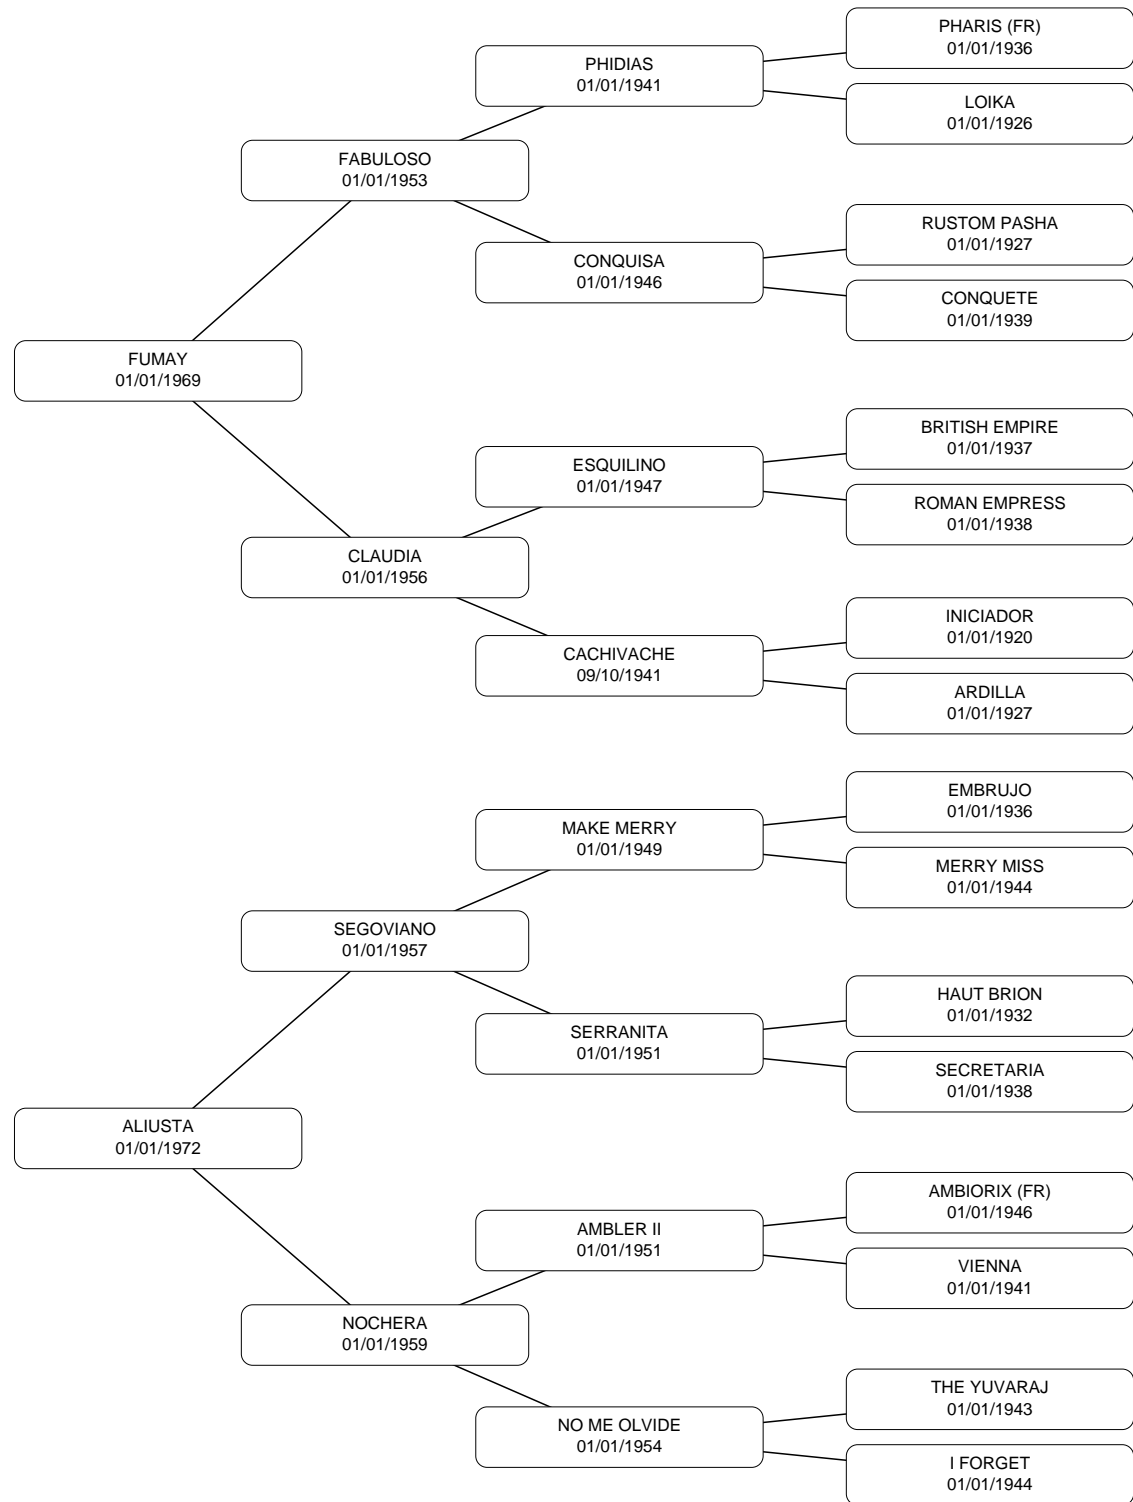 PHARIS (FR)
01/01/1936
PHIDIAS
01/01/1941
LOIKA
01/01/1926
FABULOSO
01/01/1953
RUSTOM PASHA
01/01/1927
CONQUISA
01/01/1946
CONQUETE
01/01/1939
FUMAY
01/01/1969
BRITISH EMPIRE
01/01/1937
ESQUILINO
01/01/1947
ROMAN EMPRESS
01/01/1938
CLAUDIA
01/01/1956
INICIADOR
01/01/1920
CACHIVACHE
09/10/1941
ARDILLA
01/01/1927
EMBRUJO
01/01/1936
MAKE MERRY
01/01/1949
MERRY MISS
01/01/1944
SEGOVIANO
01/01/1957
HAUT BRION
01/01/1932
SERRANITA
01/01/1951
SECRETARIA
01/01/1938
ALIUSTA
01/01/1972
AMBIORIX (FR)
01/01/1946
AMBLER II
01/01/1951
VIENNA
01/01/1941
NOCHERA
01/01/1959
THE YUVARAJ
01/01/1943
NO ME OLVIDE
01/01/1954
I FORGET
01/01/1944